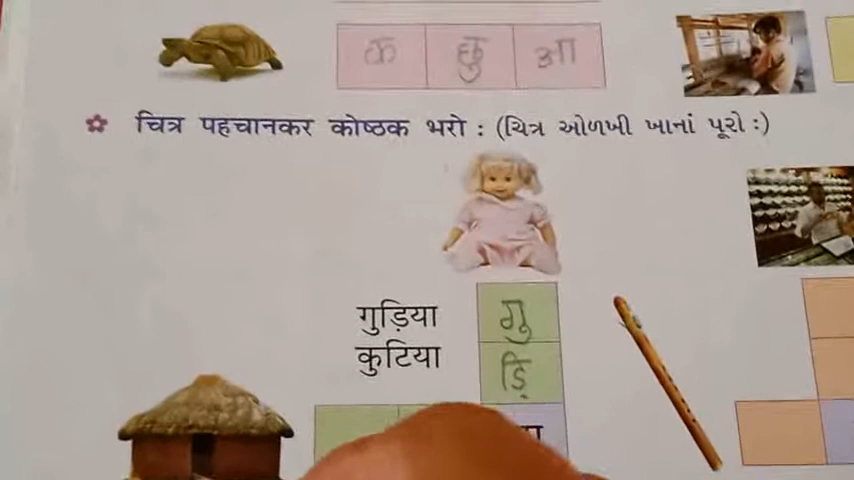 क छु आ
चित्र पहचानकर कोष्ठक भरो : (ચિત્ર ઓળખી ખાનાં પૂરો :)
गुड़िया गु
कुटिया ड़ि